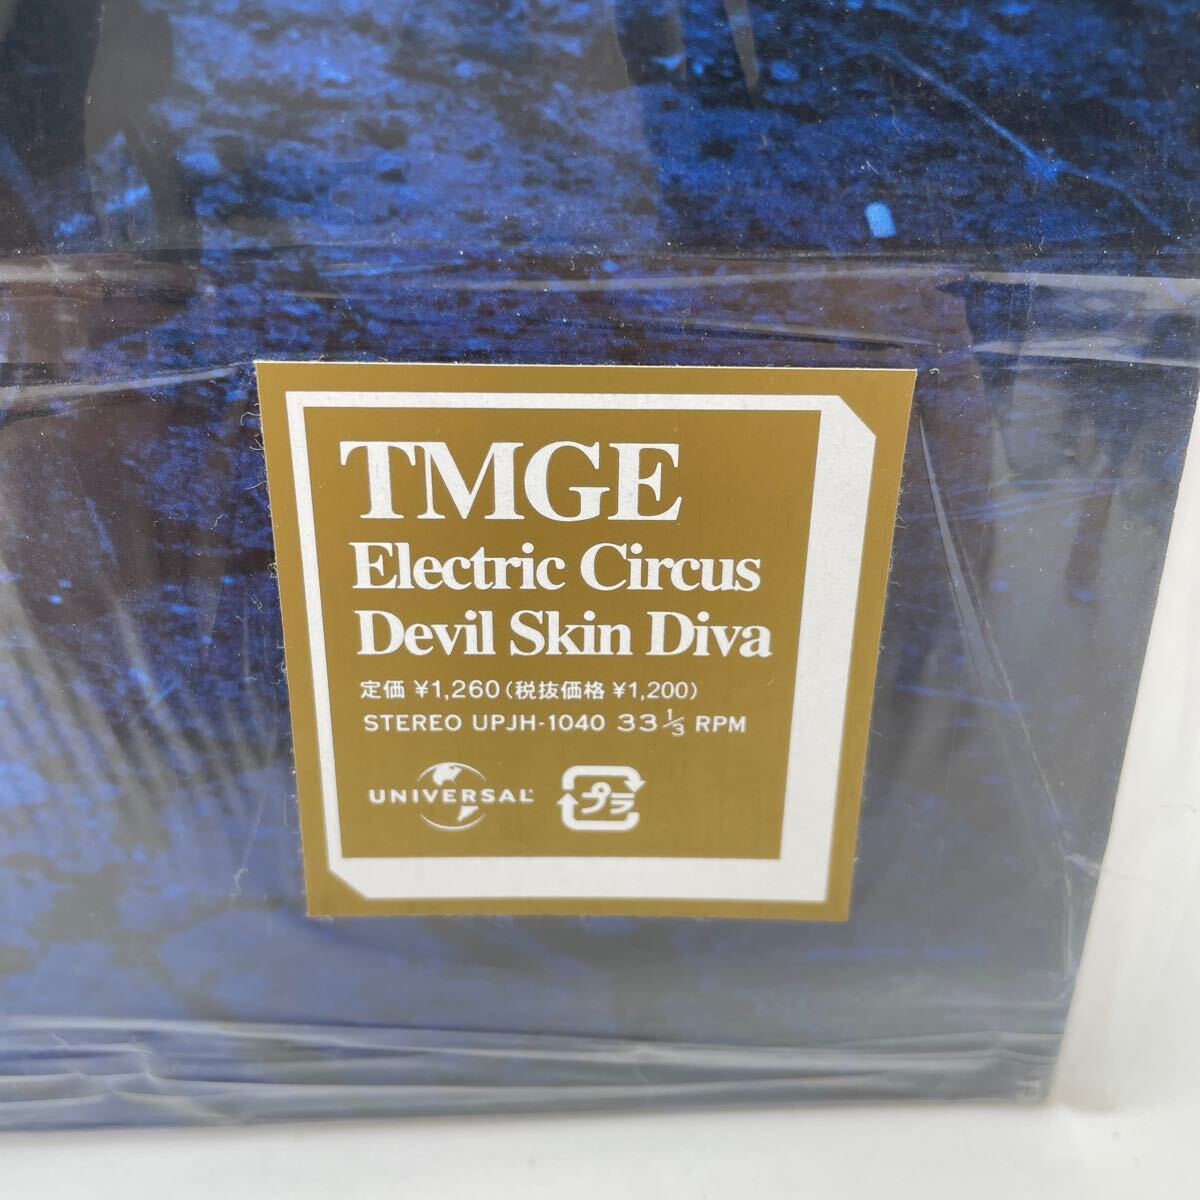 TMGE
Electric Circus
Devil Skin Diva
定価 ¥1,260(税抜価格 ¥1,200)
STEREO UPJH-1040 33 1/3 RPM
UNIVERSAL プラ